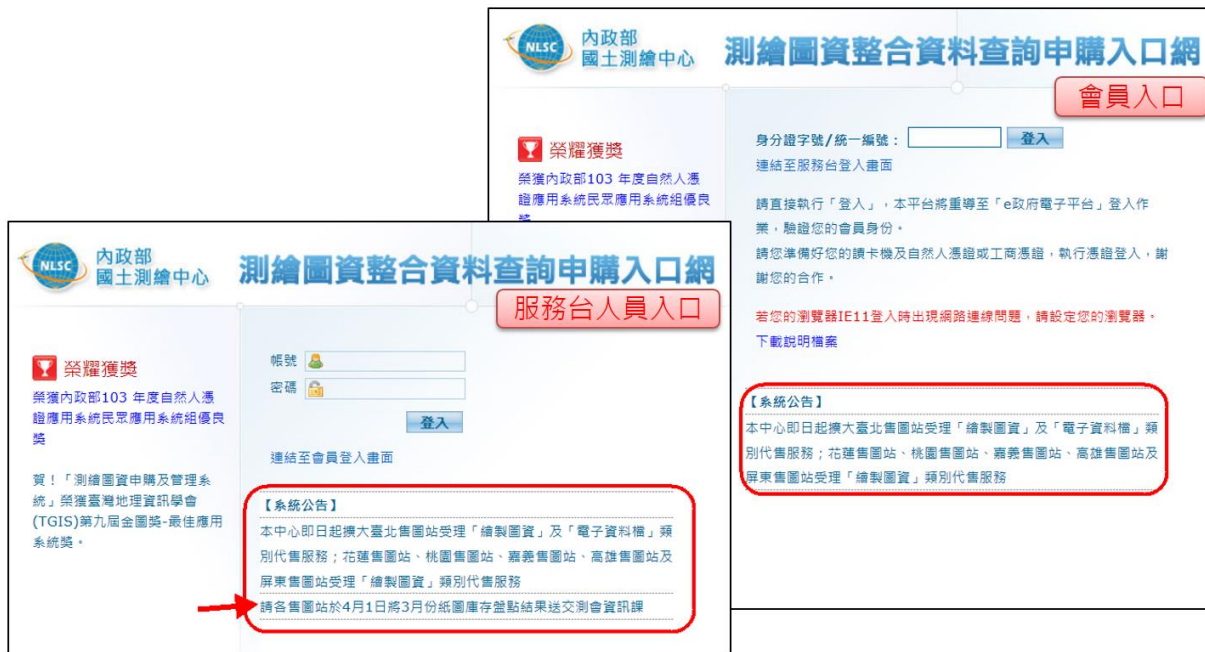 NLSC
內政部
國土測繪中心
測繪圖資整合資料查詢申購入口網
會員入口
榮耀獲獎
榮獲內政部103 年度自然人憑
證應用系統民眾應用系統組優良
獎
身分證字號/統一編號：
登入
連結至服務台登入畫面
請直接執行「登入」，本平台將重導至「e政府電子平台」登入作
業，驗證您的會員身份。
請您準備好您的讀卡機及自然人憑證或工商憑證，執行憑證登入，謝
謝您的合作。
若您的瀏覽器IE11登入時出現網路連線問題，請設定您的瀏覽器。
下載說明檔案
【系統公告】
本中心即日起擴大臺北售圖站受理「繪製圖資」及「電子資料檔」類
別代售服務；花蓮售圖站、桃園售圖站、嘉義售圖站、高雄售圖站及
屏東售圖站受理「繪製圖資」類別代售服務
NLSC
內政部
國土測繪中心
測繪圖資整合資料查詢申購入口網
服務台人員入口
榮耀獲獎
榮獲內政部103 年度自然人憑
證應用系統民眾應用系統組優良
獎
賀！「測繪圖資申購及管理系
統」榮獲臺灣地理資訊學會
(TGIS)第九屆金圖獎-最佳應用
系統獎。
帳號
密碼
登入
連結至會員登入畫面
【系統公告】
本中心即日起擴大臺北售圖站受理「繪製圖資」及「電子資料檔」類
別代售服務；花蓮售圖站、桃園售圖站、嘉義售圖站、高雄售圖站及
屏東售圖站受理「繪製圖資」類別代售服務
請各售圖站於4月1日將3月份紙圖庫存盤點結果送交測會資訊課